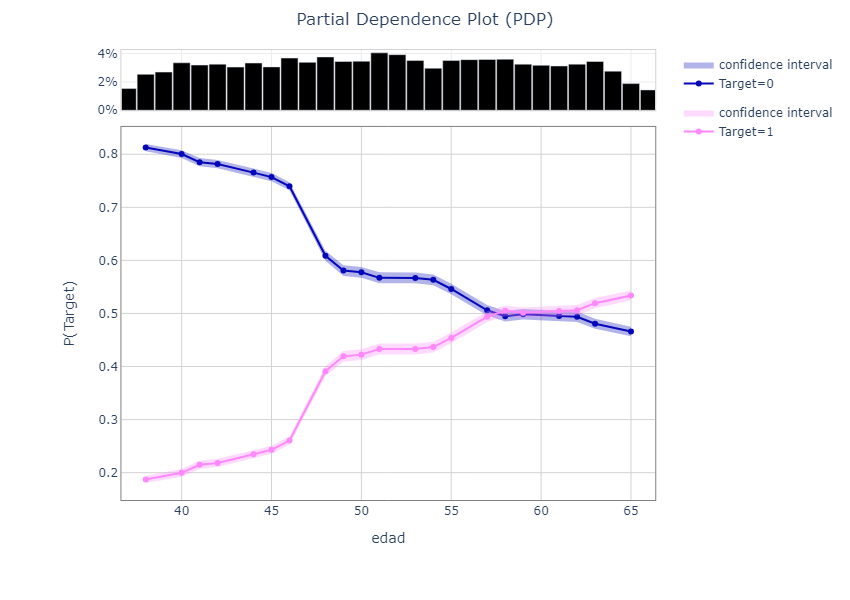 Partial Dependence Plot (PDP)
4%
2%
0%
confidence interval
Target=0
confidence interval
Target=1
0.8
0.7
0.6
0.5
0.4
0.3
0.2
P(Target)
40 45 50 55 60 65
edad